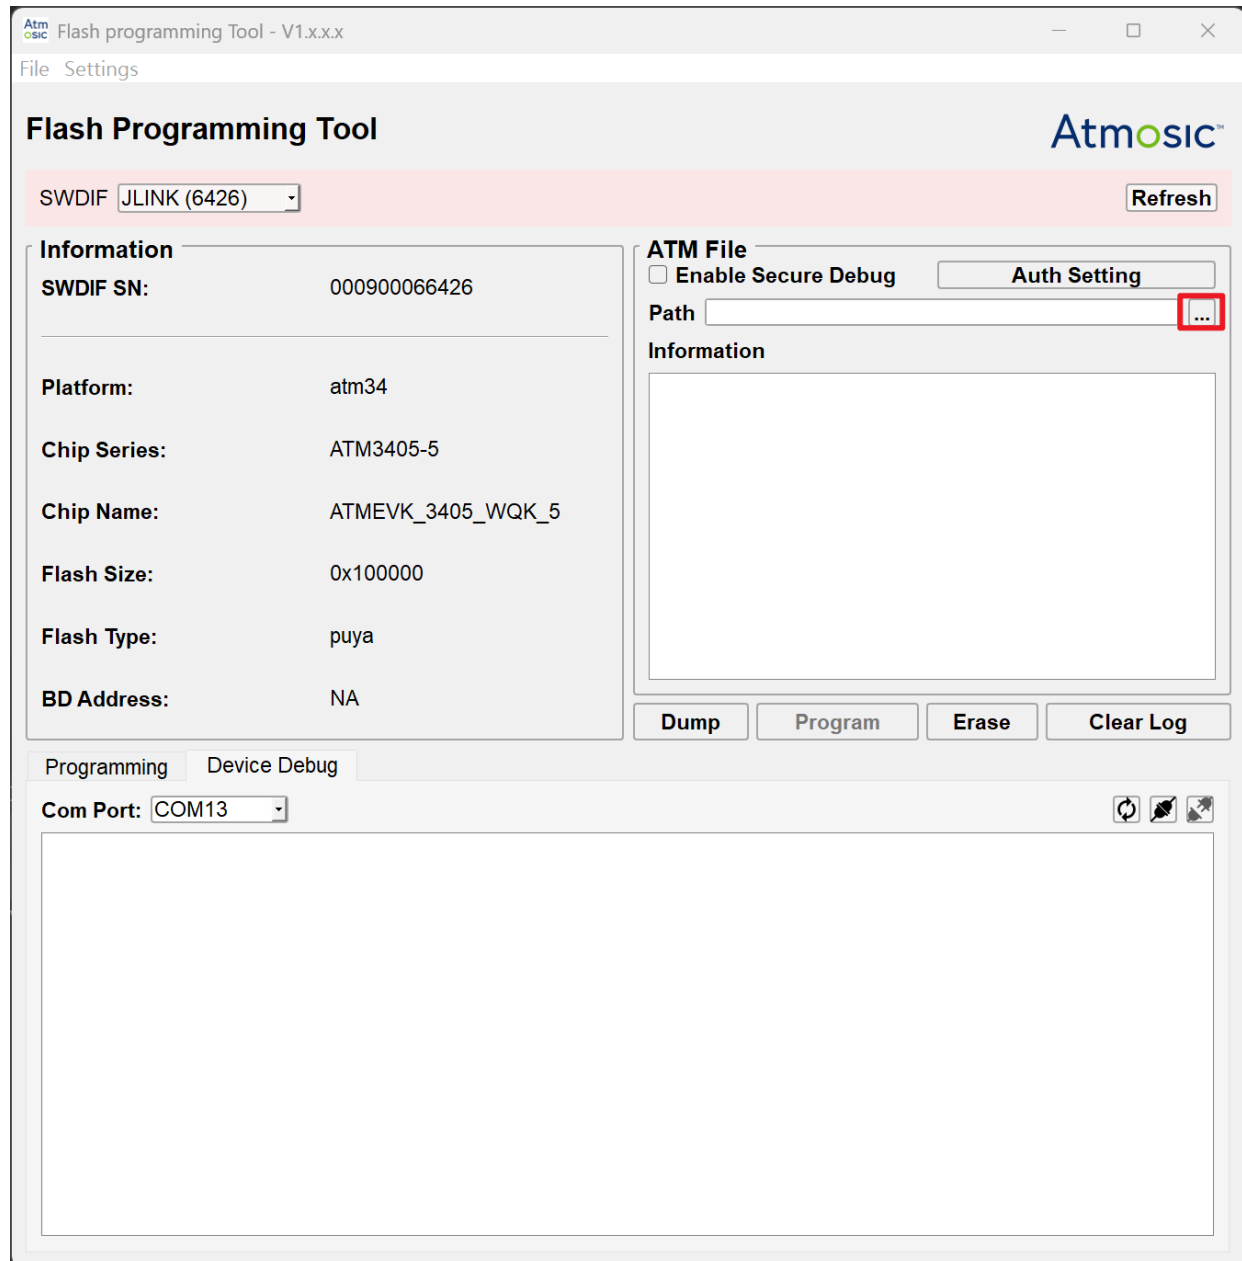 Atmosic Flash programming Tool - V1.x.x.x
File Settings
Flash Programming Tool
Atmosic™
SWDIF JLINK (6426) Refresh
Information
SWDIF SN: 000900066426
Platform: atm34
Chip Series: ATM3405-5
Chip Name: ATMEVK_3405_WQK_5
Flash Size: 0x100000
Flash Type: puya
BD Address: NA
ATM File
Enable Secure Debug Auth Setting
Path ...
Information
Dump Program Erase Clear Log
Programming Device Debug
Com Port: COM13